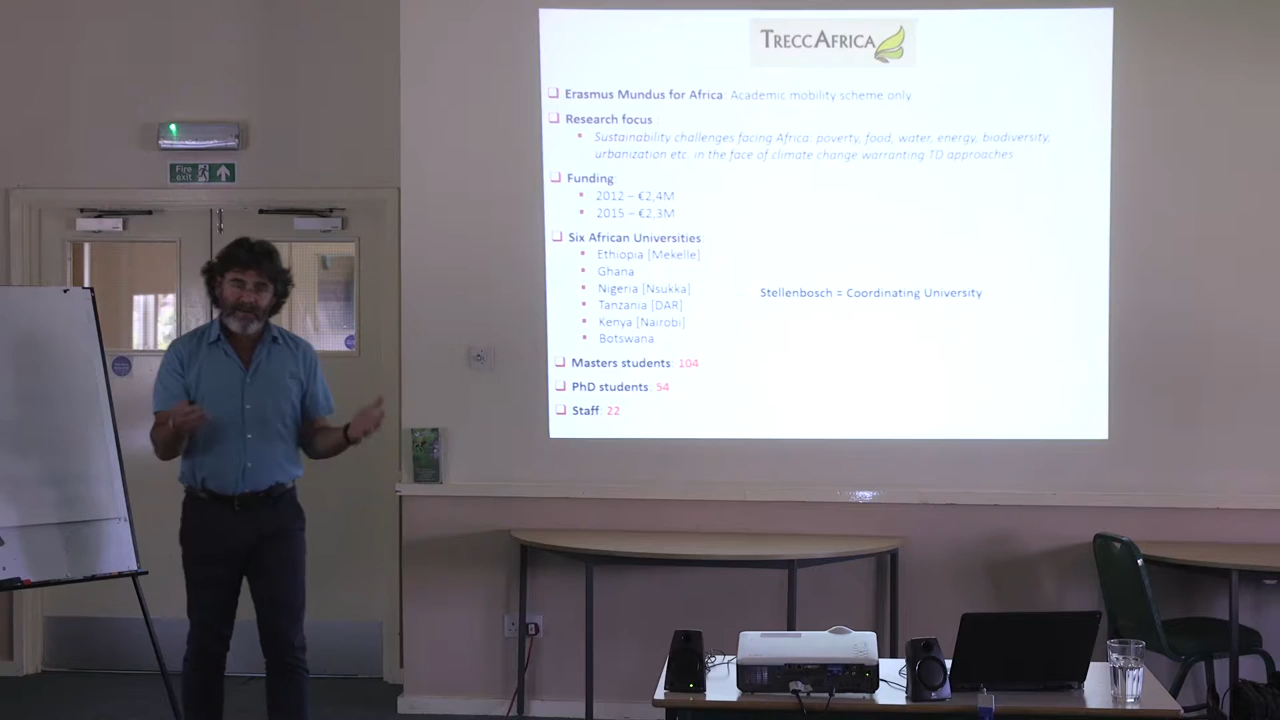 TRECCAFRICA
Erasmus Mundus for Africa: Academic mobility scheme only
Research focus :
Sustainability challenges facing Africa: poverty, food, water, energy, biodiversity,
urbanization etc. in the face of climate change warranting TD approaches
Funding
2012 – €2,4M
2015 – €2,3M
Six African Universities
Ethiopia [Mekelle]
Ghana
Nigeria [Nsukka]
Tanzania [DAR]
Kenya [Nairobi]
Botswana
Stellenbosch = Coordinating University
Masters students: 104
PhD students: 54
Staff: 22
Fire
exit